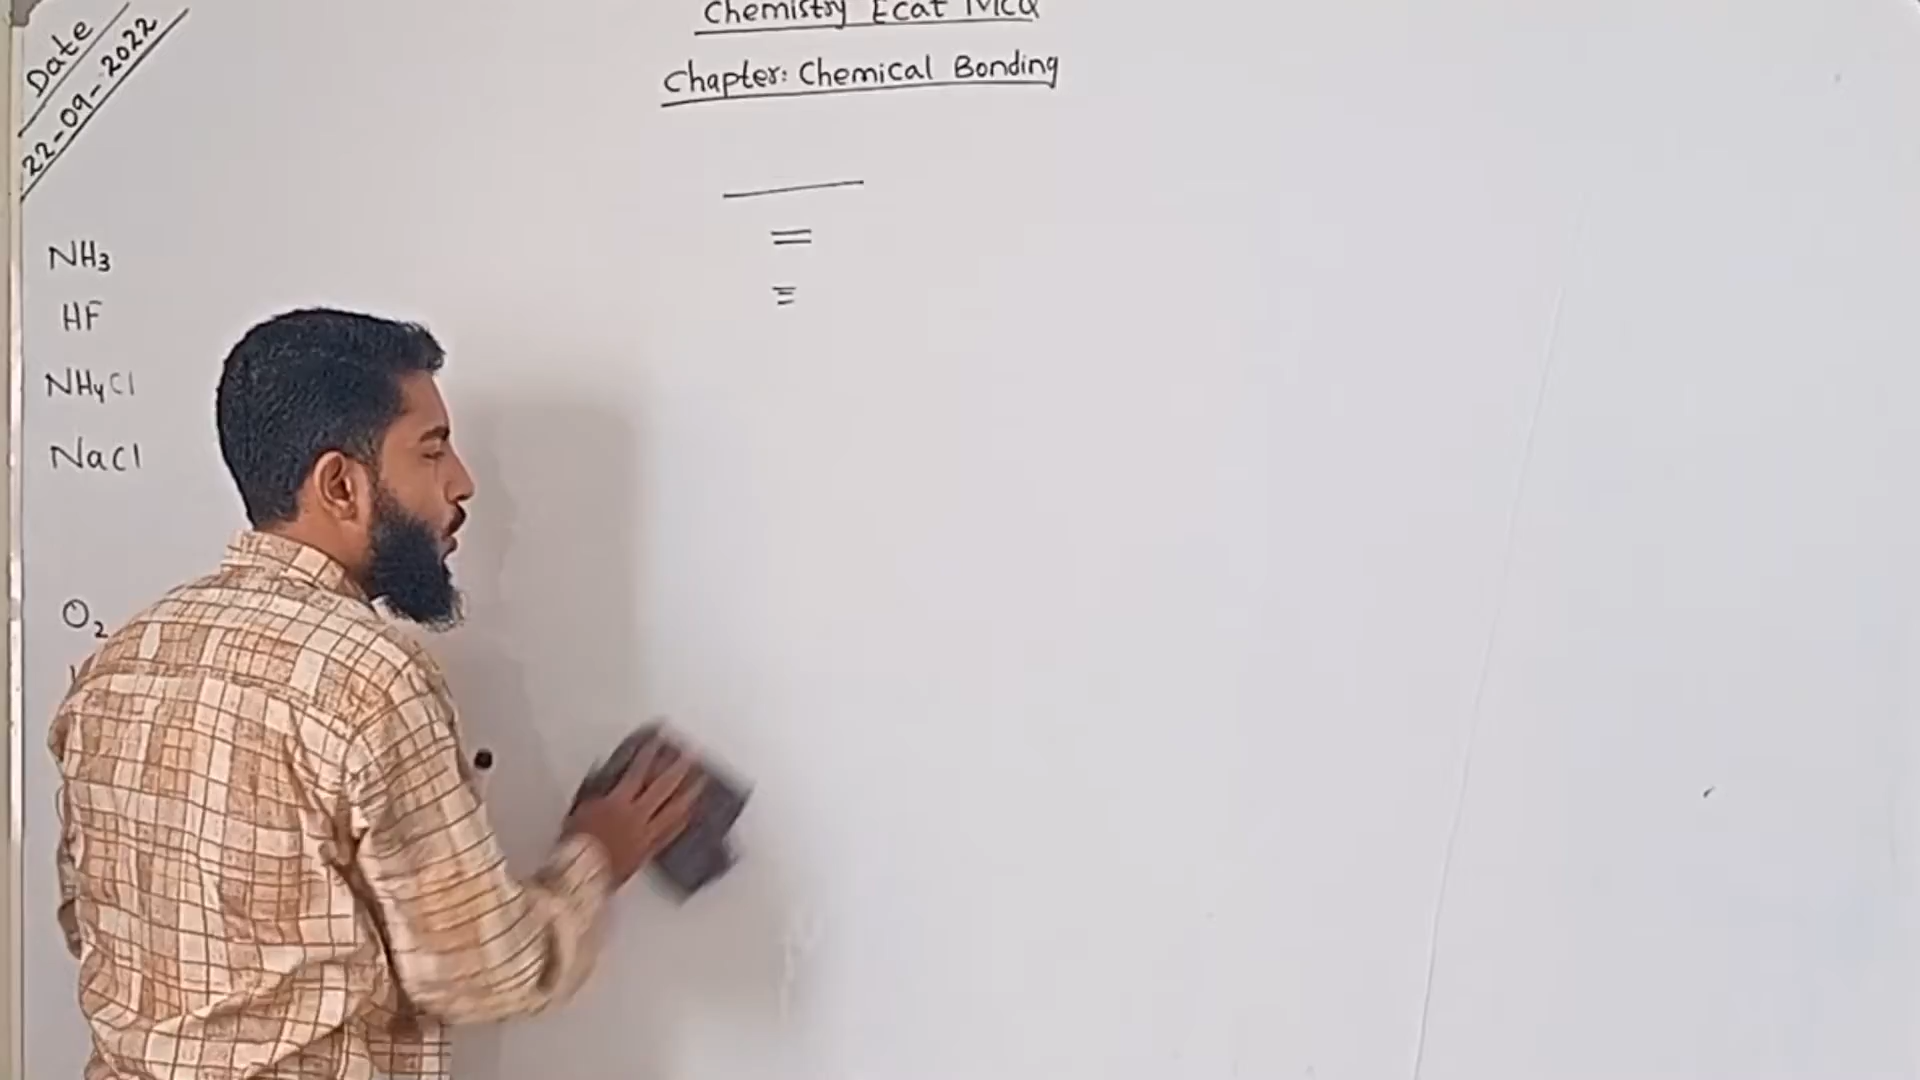 Date
22-09-2022
Chemistry Ecat MCQ
Chapter: Chemical Bonding
NH₃
HF
NH₄Cl
NaCl
O₂